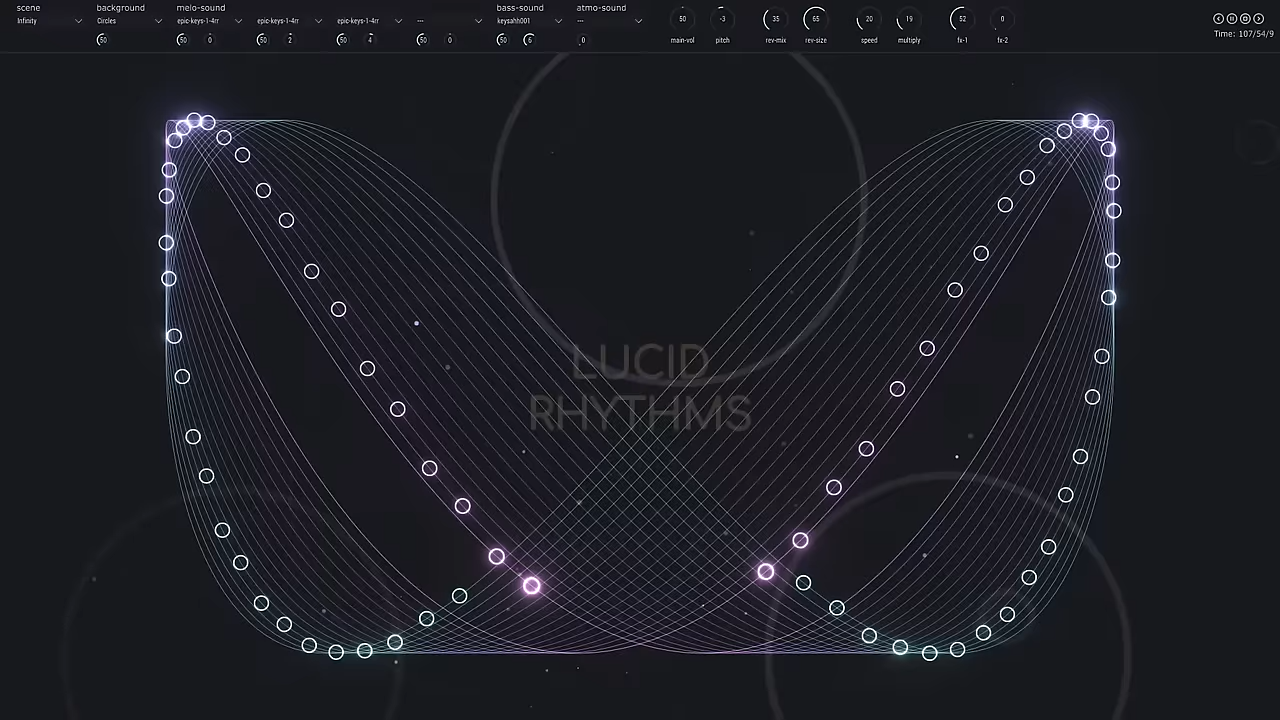 scene background melo-sound bass-sound atmo-sound
Infinity Circles epic-keys-1-4rr epic-keys-1-4rr epic-keys-1-4rr --- keysahh001 ---
50 50 0 50 2 50 4 50 0 50 6 0
50 -3 35 65 20 19 52 0
main-vol pitch rev-mix rev-size speed multiply fx-1 fx-2
Time: 107/54/9
LUCID
RHYTHMS